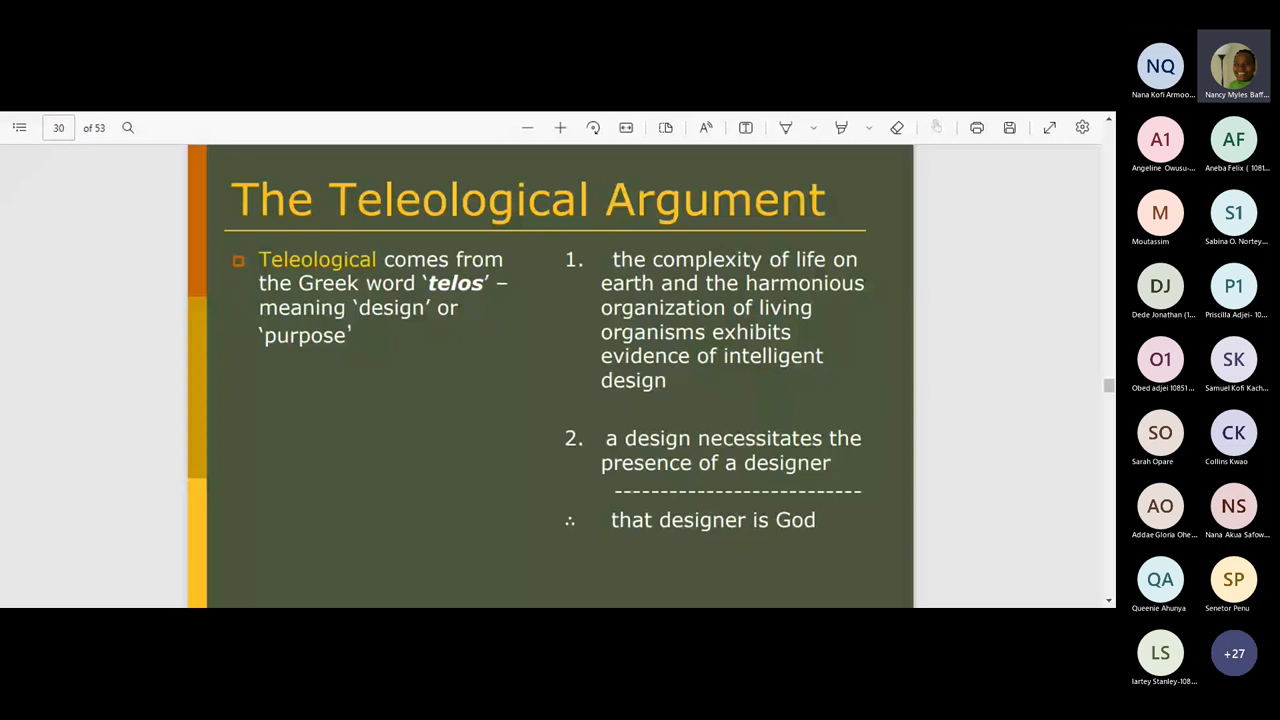 30 of 53
The Teleological Argument
Teleological comes from
the Greek word ‘telos’ –
meaning ‘design’ or
‘purpose’
1. the complexity of life on
earth and the harmonious
organization of living
organisms exhibits
evidence of intelligent
design
2. a design necessitates the
presence of a designer
---------------------------
∴ that designer is God
NQ
Nana Kofi Armoo...
Nancy Myles Baff...
A1
Angeline Owusu-...
AF
Aneba Felix ( 1081...
M
Moutassim
S1
Sabina O. Nortey...
DJ
Dede Jonathan (1...
P1
Priscilla Adjei- 10...
O1
Obed adjei 10851...
SK
Samuel Kofi Kach...
SO
Sarah Opare
CK
Collins Kwao
AO
Addae Gloria Ohe...
NS
Nana Akua Safow...
QA
Queenie Ahunya
SP
Senetor Penu
LS
lartey Stanley-108...
+27